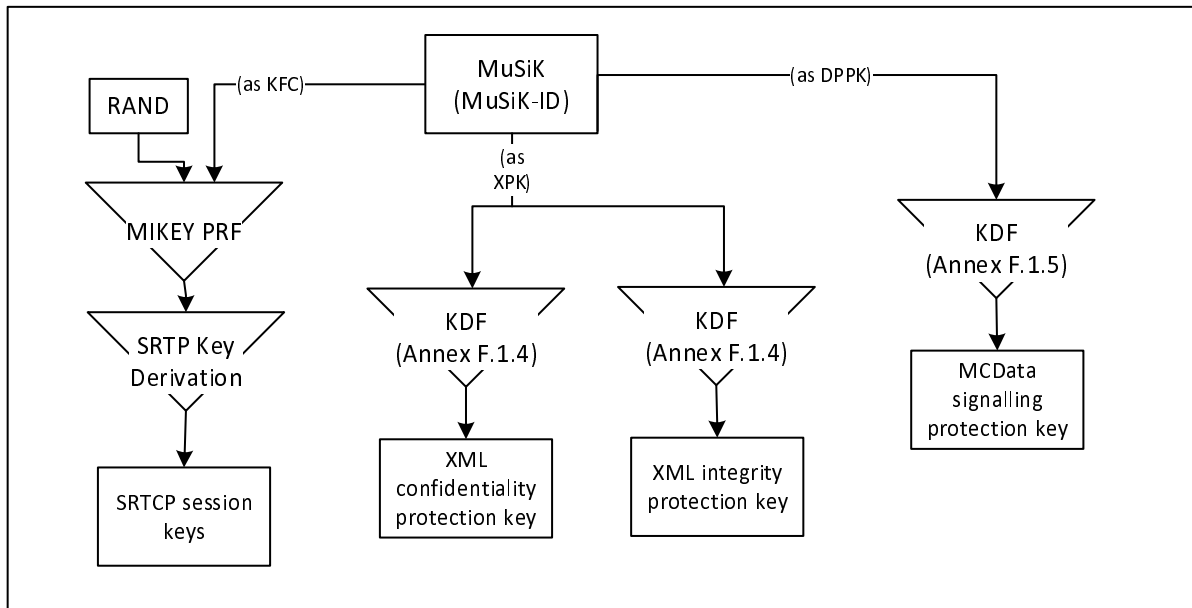 MuSiK
(MuSiK-ID)
(as KFC)
(as DPPK)
RAND
(as
XPK)
MIKEY PRF
KDF
(Annex F.1.5)
SRTP Key
Derivation
KDF
(Annex F.1.4)
KDF
(Annex F.1.4)
MCData
signalling
protection key
SRTCP session
keys
XML
confidentiality
protection key
XML integrity
protection key